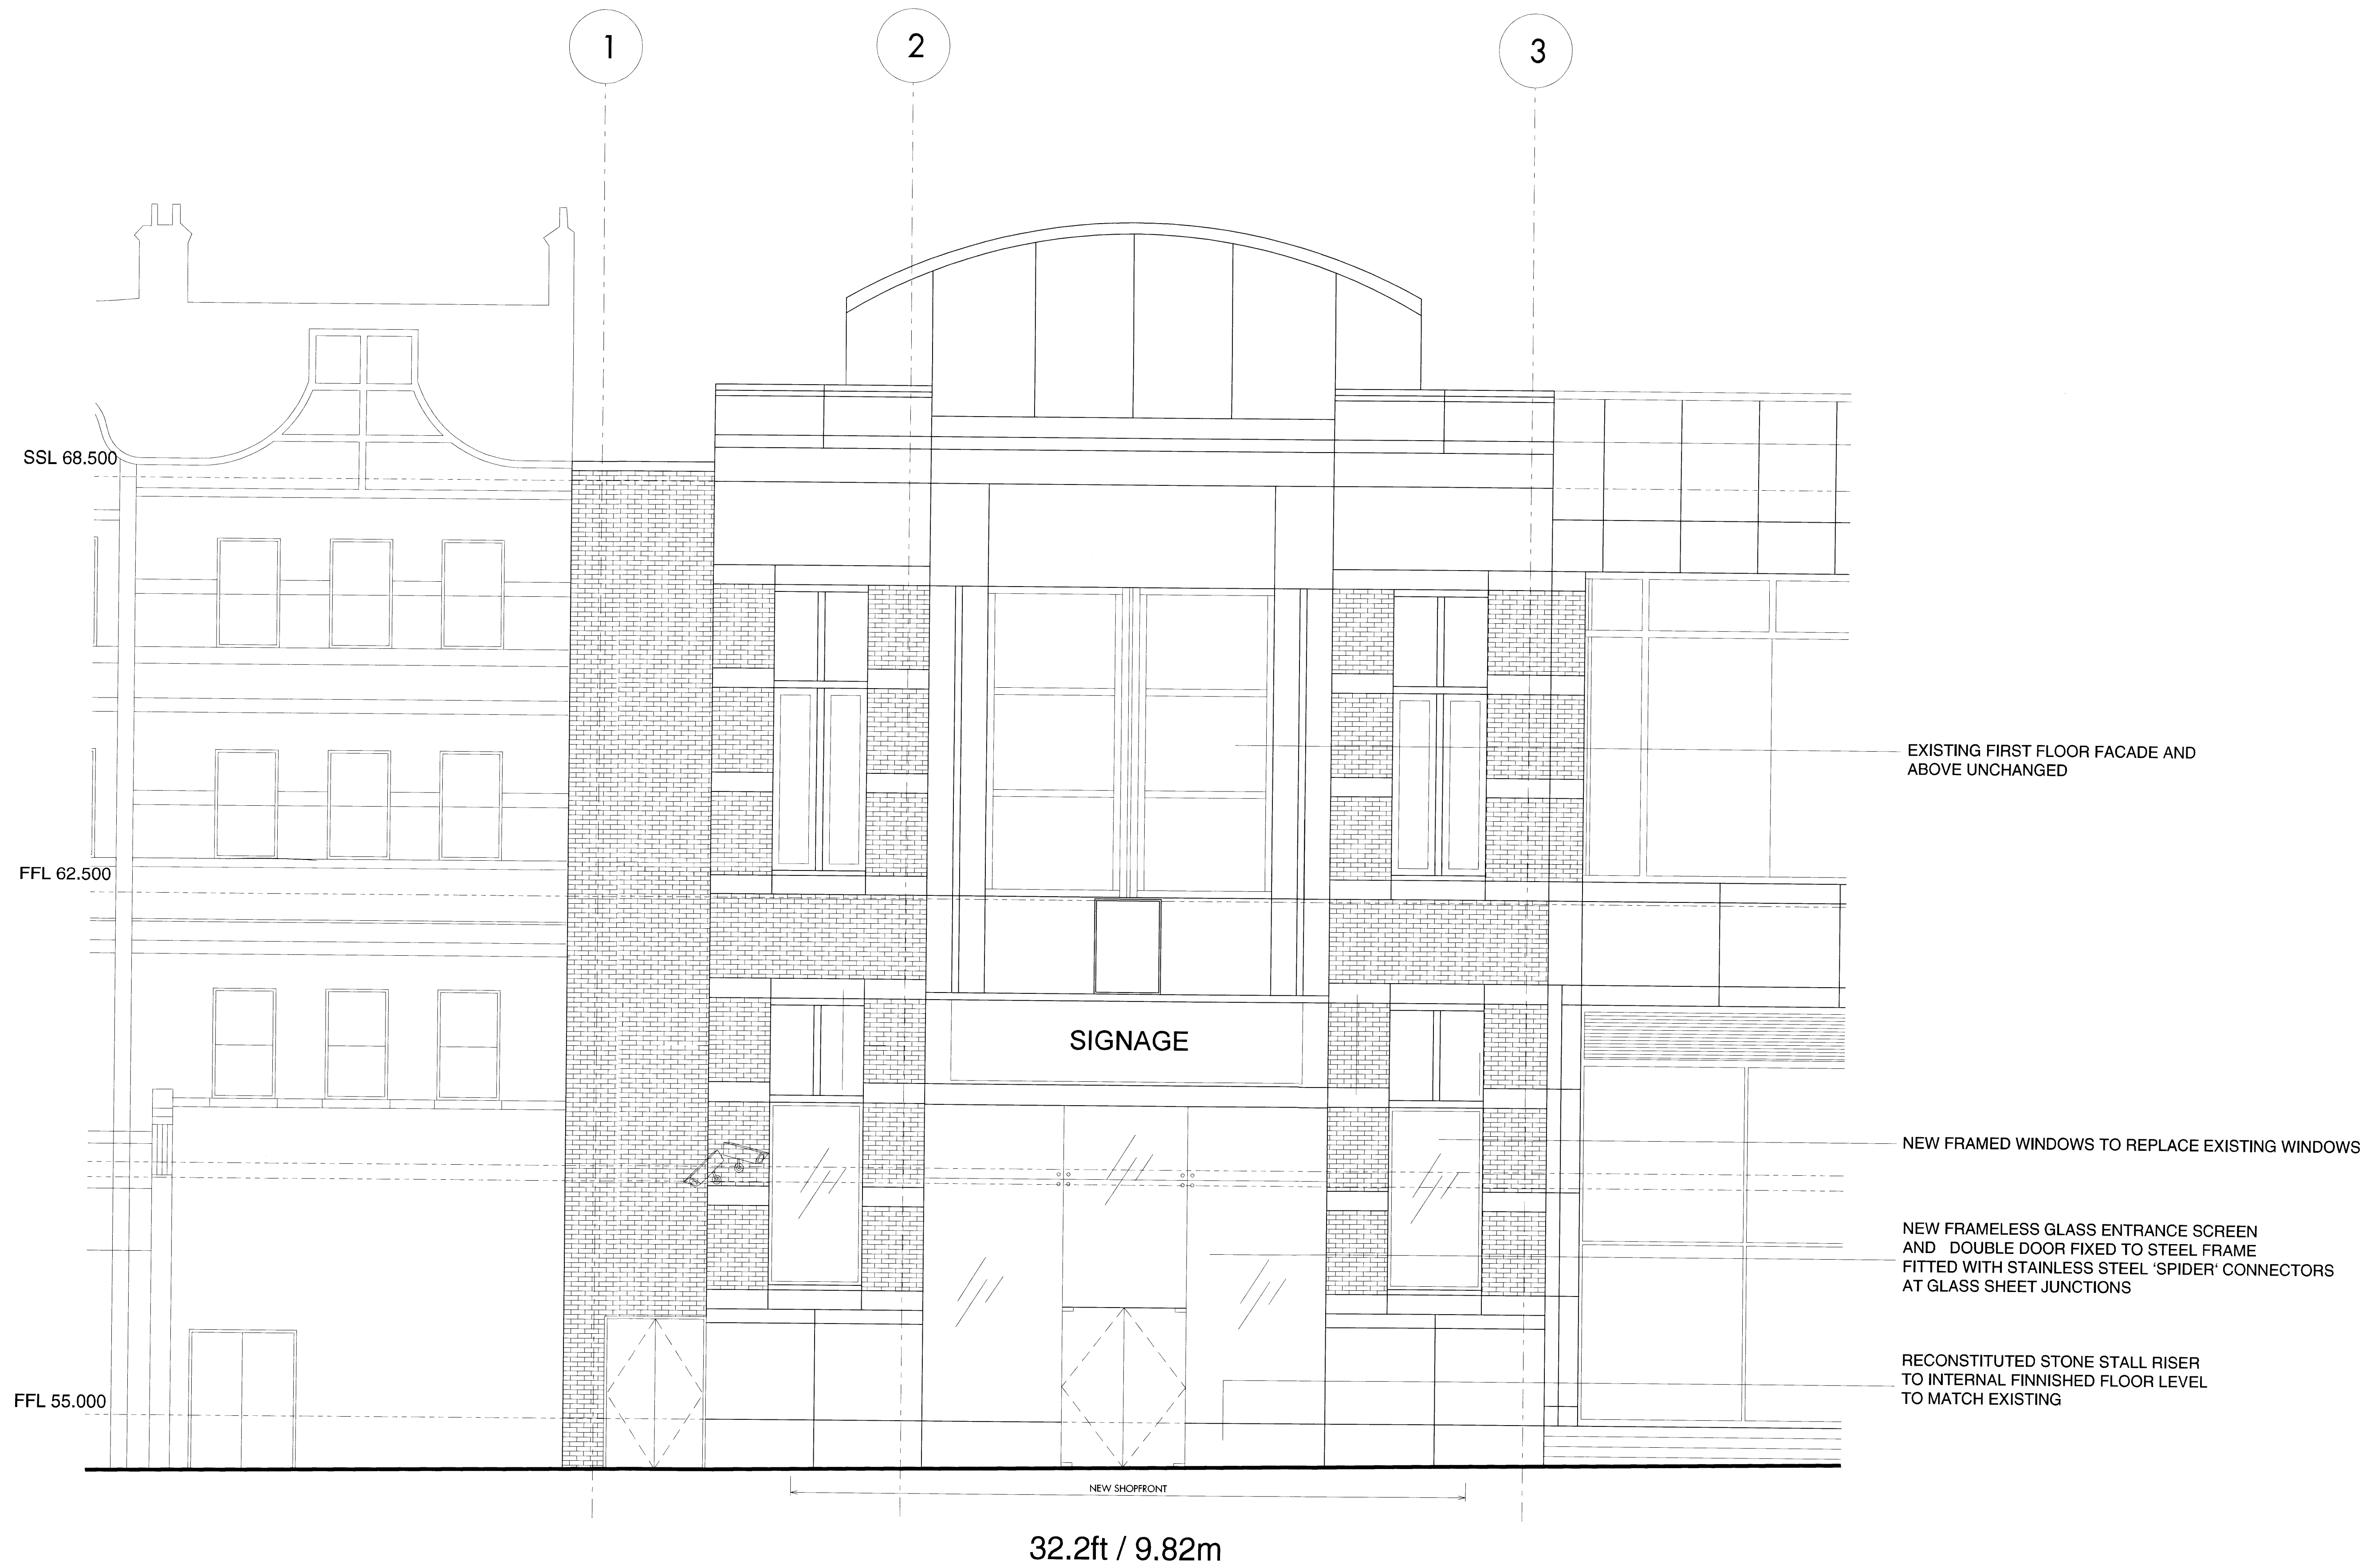 1
2
3
SSL 68.500
EXISTING FIRST FLOOR FACADE AND
ABOVE UNCHANGED
FFL 62.500
SIGNAGE
NEW FRAMED WINDOWS TO REPLACE EXISTING WINDOWS
NEW FRAMELESS GLASS ENTRANCE SCREEN
AND DOUBLE DOOR FIXED TO STEEL FRAME
FITTED WITH STAINLESS STEEL 'SPIDER' CONNECTORS
AT GLASS SHEET JUNCTIONS
RECONSTITUTED STONE STALL RISER
TO INTERNAL FINNISHED FLOOR LEVEL
TO MATCH EXISTING
FFL 55.000
NEW SHOPFRONT
32.2ft / 9.82m